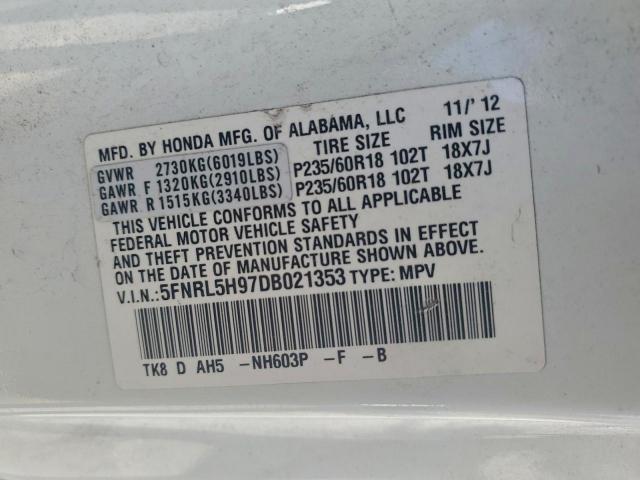 MFD. BY HONDA MFG. OF ALABAMA, LLC 11/'12
TIRE SIZE RIM SIZE
GVWR 2730KG(6019LBS)
GAWR F 1320KG(2910LBS) P235/60R18 102T 18X7J
GAWR R 1515KG(3340LBS) P235/60R18 102T 18X7J
THIS VEHICLE CONFORMS TO ALL APPLICABLE
FEDERAL MOTOR VEHICLE SAFETY
AND THEFT PREVENTION STANDARDS IN EFFECT
ON THE DATE OF MANUFACTURE SHOWN ABOVE.
V.I.N.:5FNRL5H97DB021353 TYPE: MPV
TK8 D AH5 -NH603P -F -B